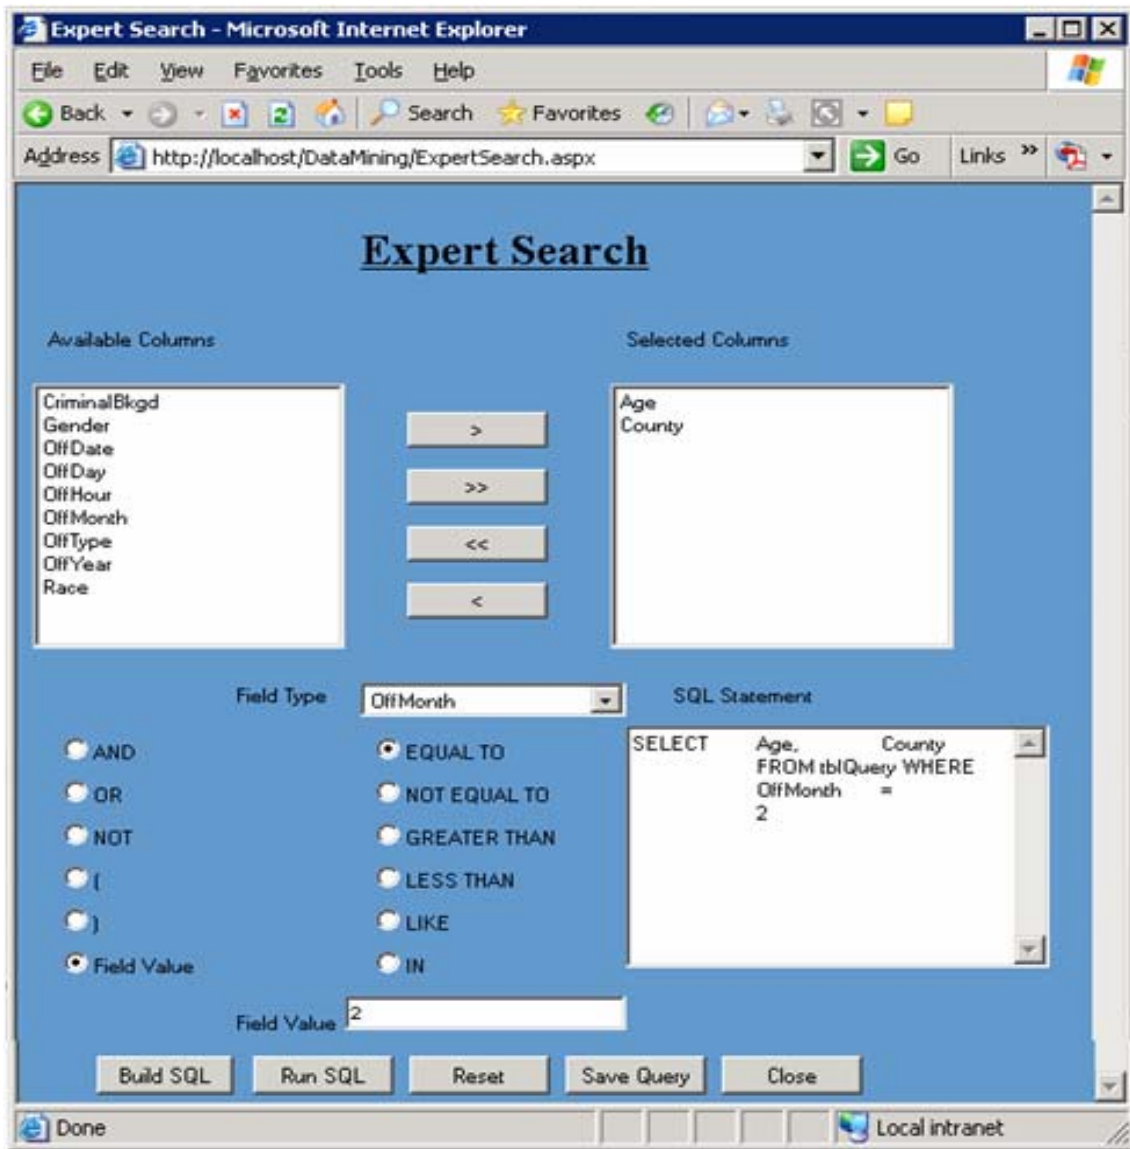 Expert Search - Microsoft Internet Explorer
File Edit View Favorites Tools Help
Back Search Favorites
Address http://localhost/DataMining/ExpertSearch.aspx Go Links »
Expert Search
Available Columns
Selected Columns
CriminalBkgd
Gender
OffDate
OffDay
OffHour
OffMonth
OffType
OffYear
Race
>
>>
<<
<
Age
County
Field Type OffMonth
SQL Statement
AND
OR
NOT
(
)
Field Value
EQUAL TO
NOT EQUAL TO
GREATER THAN
LESS THAN
LIKE
IN
SELECT Age, County
FROM tblQuery WHERE
OffMonth =
2
Field Value 2
Build SQL Run SQL Reset Save Query Close
Done Local intranet